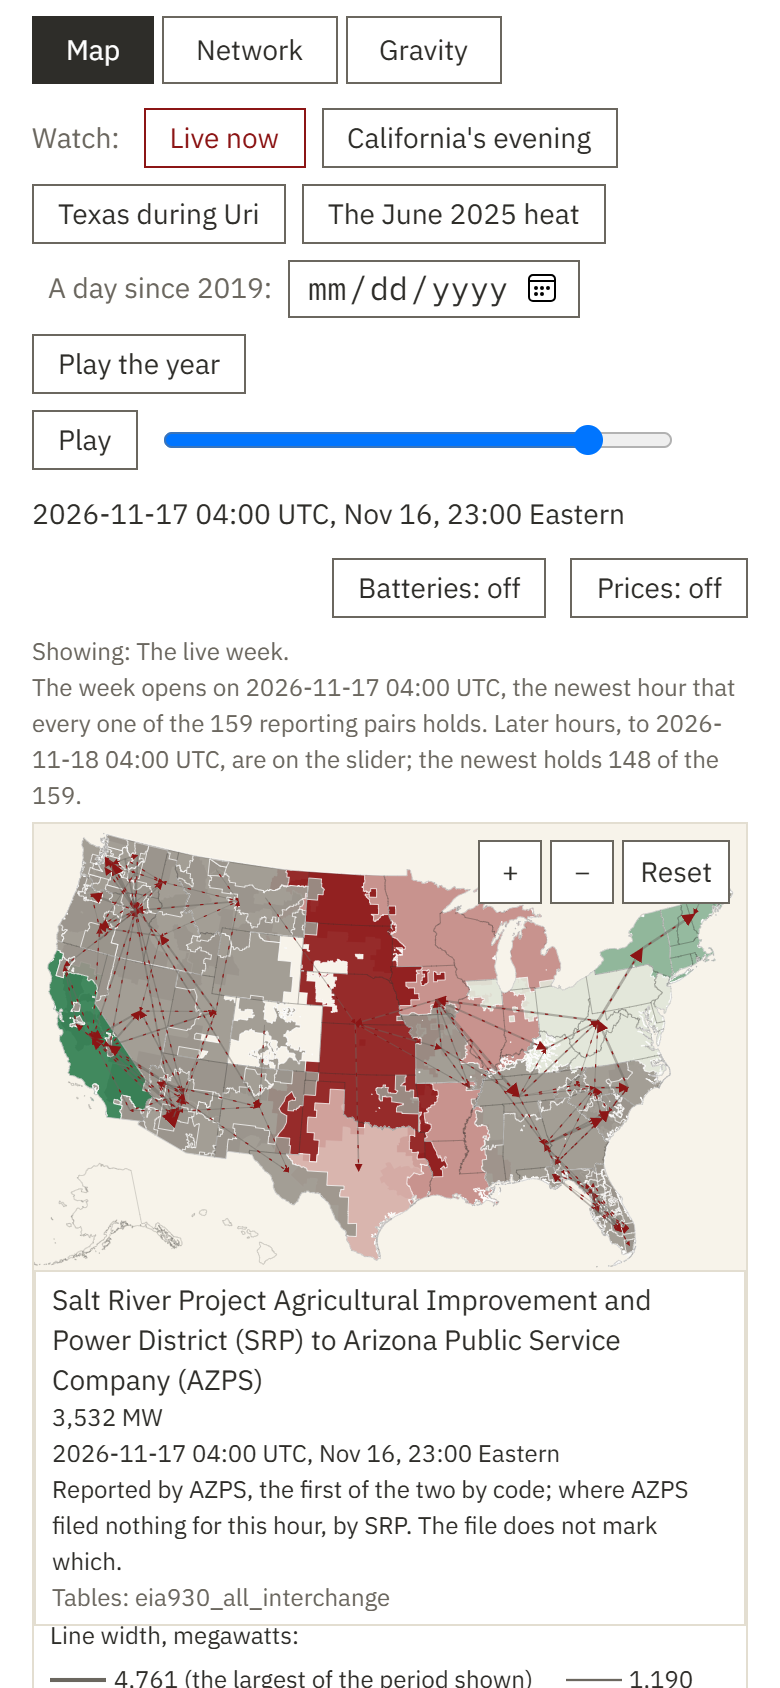 Map Network Gravity
Watch: Live now California's evening
Texas during Uri The June 2025 heat
A day since 2019: mm/dd/yyyy
Play the year
Play
2026-11-17 04:00 UTC, Nov 16, 23:00 Eastern
Batteries: off Prices: off
Showing: The live week.
The week opens on 2026-11-17 04:00 UTC, the newest hour that
every one of the 159 reporting pairs holds. Later hours, to 2026-
11-18 04:00 UTC, are on the slider; the newest holds 148 of the
159.
+ − Reset
Salt River Project Agricultural Improvement and
Power District (SRP) to Arizona Public Service
Company (AZPS)
3,532 MW
2026-11-17 04:00 UTC, Nov 16, 23:00 Eastern
Reported by AZPS, the first of the two by code; where AZPS
filed nothing for this hour, by SRP. The file does not mark
which.
Tables: eia930_all_interchange
Line width, megawatts:
4,761 (the largest of the period shown) 1,190